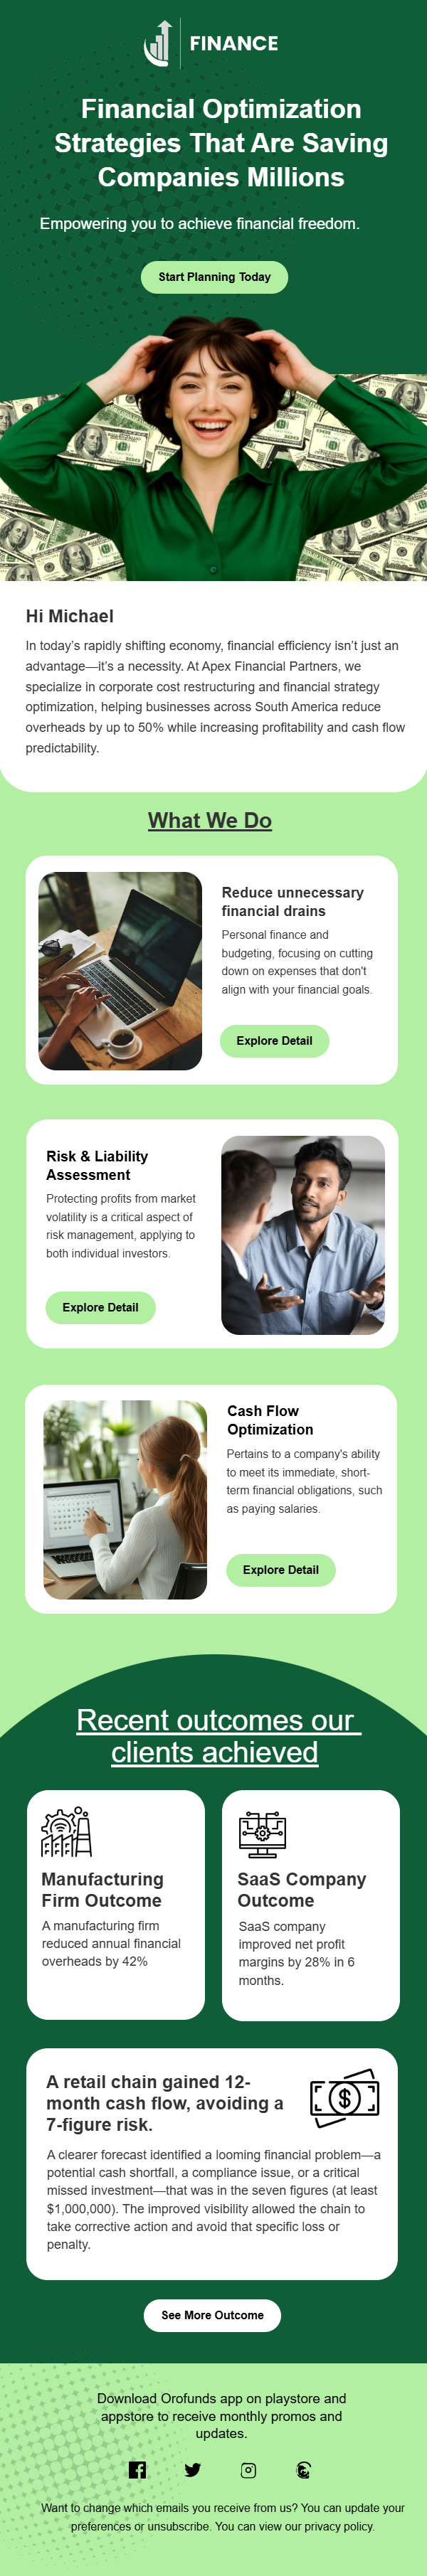 FINANCE
Financial Optimization
Strategies That Are Saving
Companies Millions
Empowering you to achieve financial freedom.
Start Planning Today
Hi Michael
In today's rapidly shifting economy, financial efficiency isn't just an
advantage—it's a necessity. At Apex Financial Partners, we
specialize in corporate cost restructuring and financial strategy
optimization, helping businesses across South America reduce
overheads by up to 50% while increasing profitability and cash flow
predictability.
What We Do
Reduce unnecessary
financial drains
Personal finance and
budgeting, focusing on cutting
down on expenses that don't
align with your financial goals.
Explore Detail
Risk & Liability
Assessment
Protecting profits from market
volatility is a critical aspect of
risk management, applying to
both individual investors.
Explore Detail
Cash Flow
Optimization
Pertains to a company's ability
to meet its immediate, short-
term financial obligations, such
as paying salaries.
Explore Detail
Recent outcomes our
clients achieved
Manufacturing
Firm Outcome
A manufacturing firm
reduced annual financial
overheads by 42%
SaaS Company
Outcome
SaaS company
improved net profit
margins by 28% in 6
months.
A retail chain gained 12-
month cash flow, avoiding a
7-figure risk.
A clearer forecast identified a looming financial problem—a
potential cash shortfall, a compliance issue, or a critical
missed investment—that was in the seven figures (at least
$1,000,000). The improved visibility allowed the chain to
take corrective action and avoid that specific loss or
penalty.
See More Outcome
Download Orofunds app on playstore and
appstore to receive monthly promos and
updates.
Want to change which emails you receive from us? You can update your
preferences or unsubscribe. You can view our privacy policy.